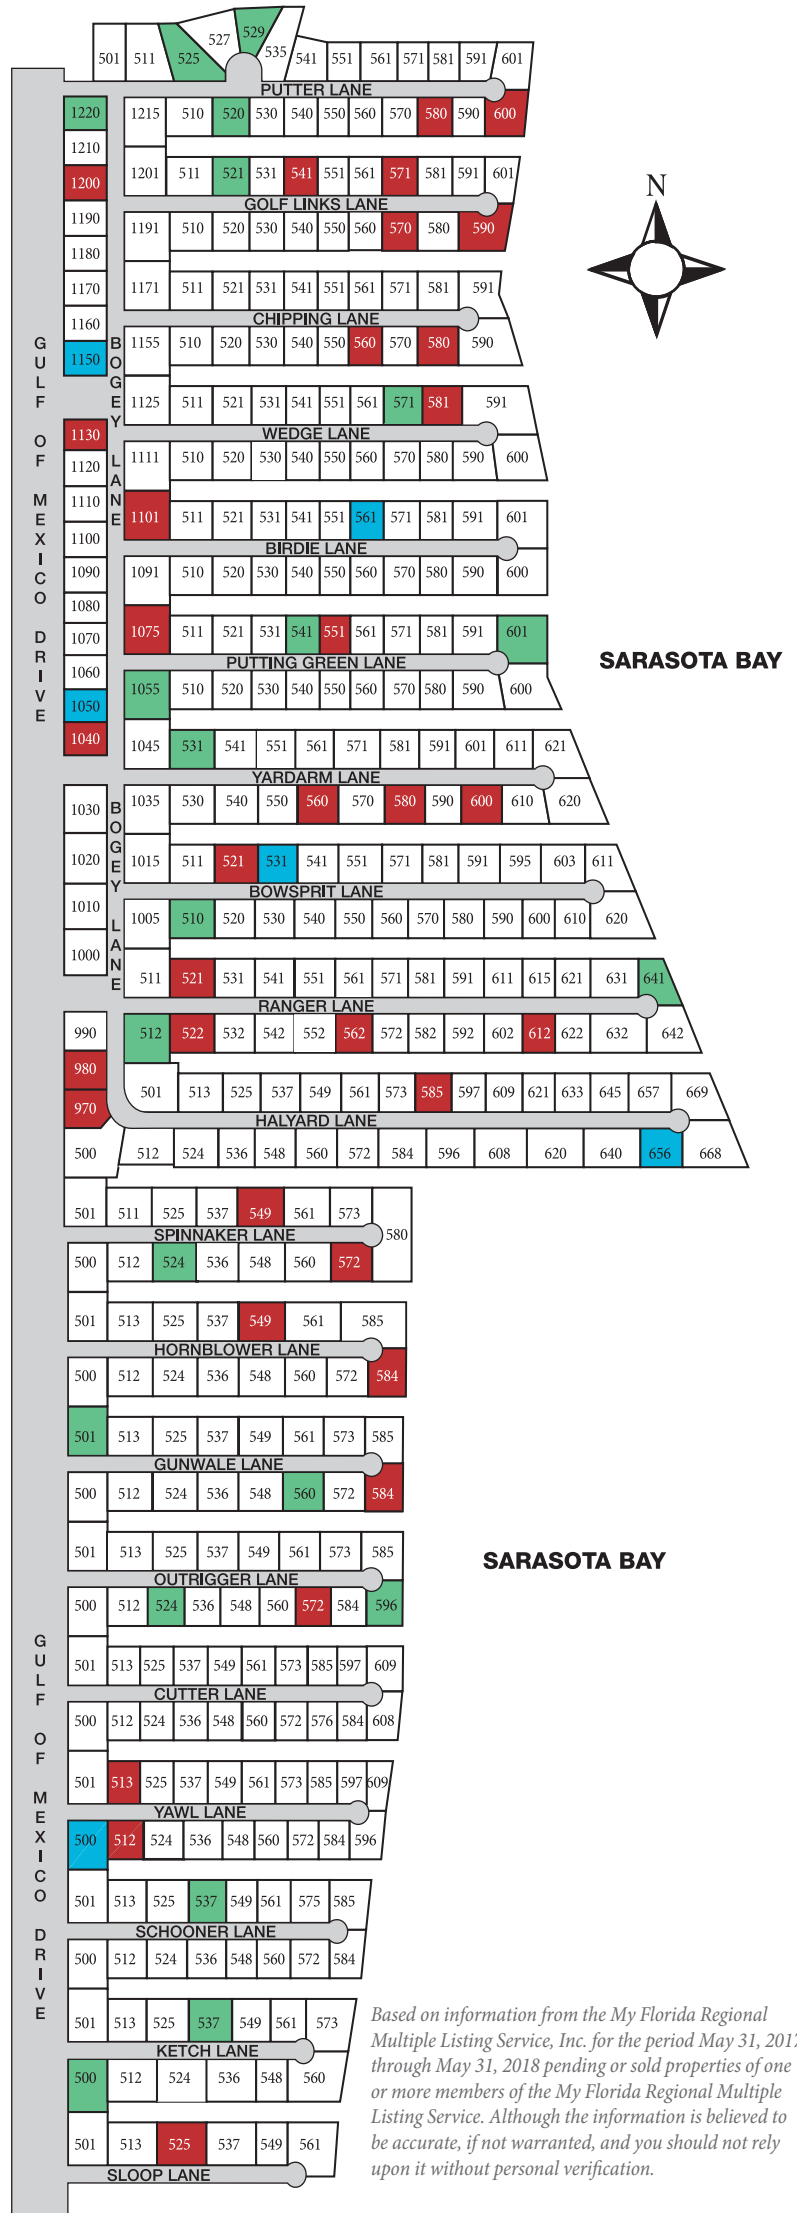 501 511 525 527 529 535 541 551 561 571 581 591 601
PUTTER LANE
1220 1215 510 520 530 540 550 560 570 580 590 600
1210
1200 1201 511 521 531 541 551 561 571 581 591 601
GOLF LINKS LANE
1190 1191 510 520 530 540 550 560 570 580 590
1180
1170 1171 511 521 531 541 551 561 571 581 591
CHIPPING LANE
1160 1155 510 520 530 540 550 560 570 580 590
1150
1125 511 521 531 541 551 561 571 581 591
WEDGE LANE
1130
1120 1111 510 520 530 540 550 560 570 580 590 600
1110 1101 511 521 531 541 551 561 571 581 591 601
1100
BIRDIE LANE
1090 1091 510 520 530 540 550 560 570 580 590 600
1080
1070 1075 511 521 531 541 551 561 571 581 591 601
PUTTING GREEN LANE
1060 1055 510 520 530 540 550 560 570 580 590 600
1050
1040 1045 531 541 551 561 571 581 591 601 611 621
YARDARM LANE
1030 1035 530 540 550 560 570 580 590 600 610 620
1020 1015 511 521 531 541 551 571 581 591 595 603 611
BOWSPRIT LANE
1010 1005 510 520 530 540 550 560 570 580 590 600 610 620
1000 511 521 531 541 551 561 571 581 591 611 615 621 631 641
RANGER LANE
990 512 522 532 542 552 562 572 582 592 602 612 622 632 642
980
970 501 513 525 537 549 561 573 585 597 609 621 633 645 657 669
HALYARD LANE
500 512 524 536 548 560 572 584 596 608 620 640 656 668
501 511 525 537 549 561 573 580
SPINNAKER LANE
500 512 524 536 548 560 572
501 513 525 537 549 561 585
HORNBLOWER LANE
500 512 524 536 548 560 572 584
501 513 525 537 549 561 573 585
GUNWALE LANE
500 512 524 536 548 560 572 584
501 513 525 537 549 561 573 585
OUTRIGGER LANE
500 512 524 536 548 560 572 584 596
501 513 525 537 549 561 573 585 597 609
CUTTER LANE
500 512 524 536 548 560 572 576 584 608
501 513 525 537 549 561 573 585 597 609
YAWL LANE
500 512 524 536 548 560 572 584 596
501 513 525 537 549 561 575 585
SCHOONER LANE
500 512 524 536 548 560 572 584
501 513 525 537 549 561 573
KETCH LANE
500 512 524 536 548 560
501 513 525 537 549 561
SLOOP LANE
GULF OF MEXICO DRIVE
BOGEY LANE
BOGEY LANE
GULF OF MEXICO DRIVE
N
SARASOTA BAY
SARASOTA BAY
Based on information from the My Florida Regional
Multiple Listing Service, Inc. for the period May 31, 2017
through May 31, 2018 pending or sold properties of one
or more members of the My Florida Regional Multiple
Listing Service. Although the information is believed to
be accurate, if not warranted, and you should not rely
upon it without personal verification.